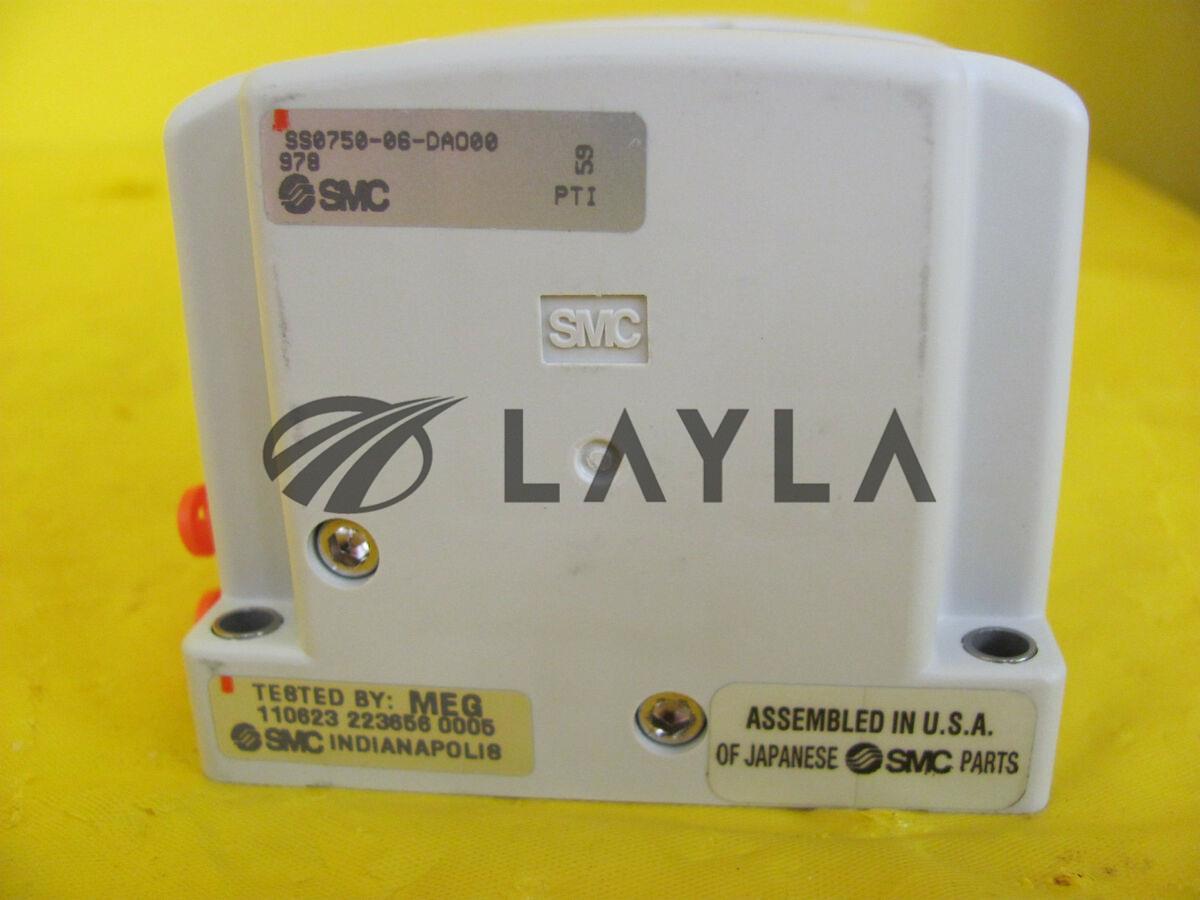 SS0750-06-DAO00
978
59
SMC
PTI
SMC
LAYLA
TESTED BY: MEG
110623 223656 0005
SMC INDIANAPOLIS
ASSEMBLED IN U.S.A.
OF JAPANESE SMC PARTS